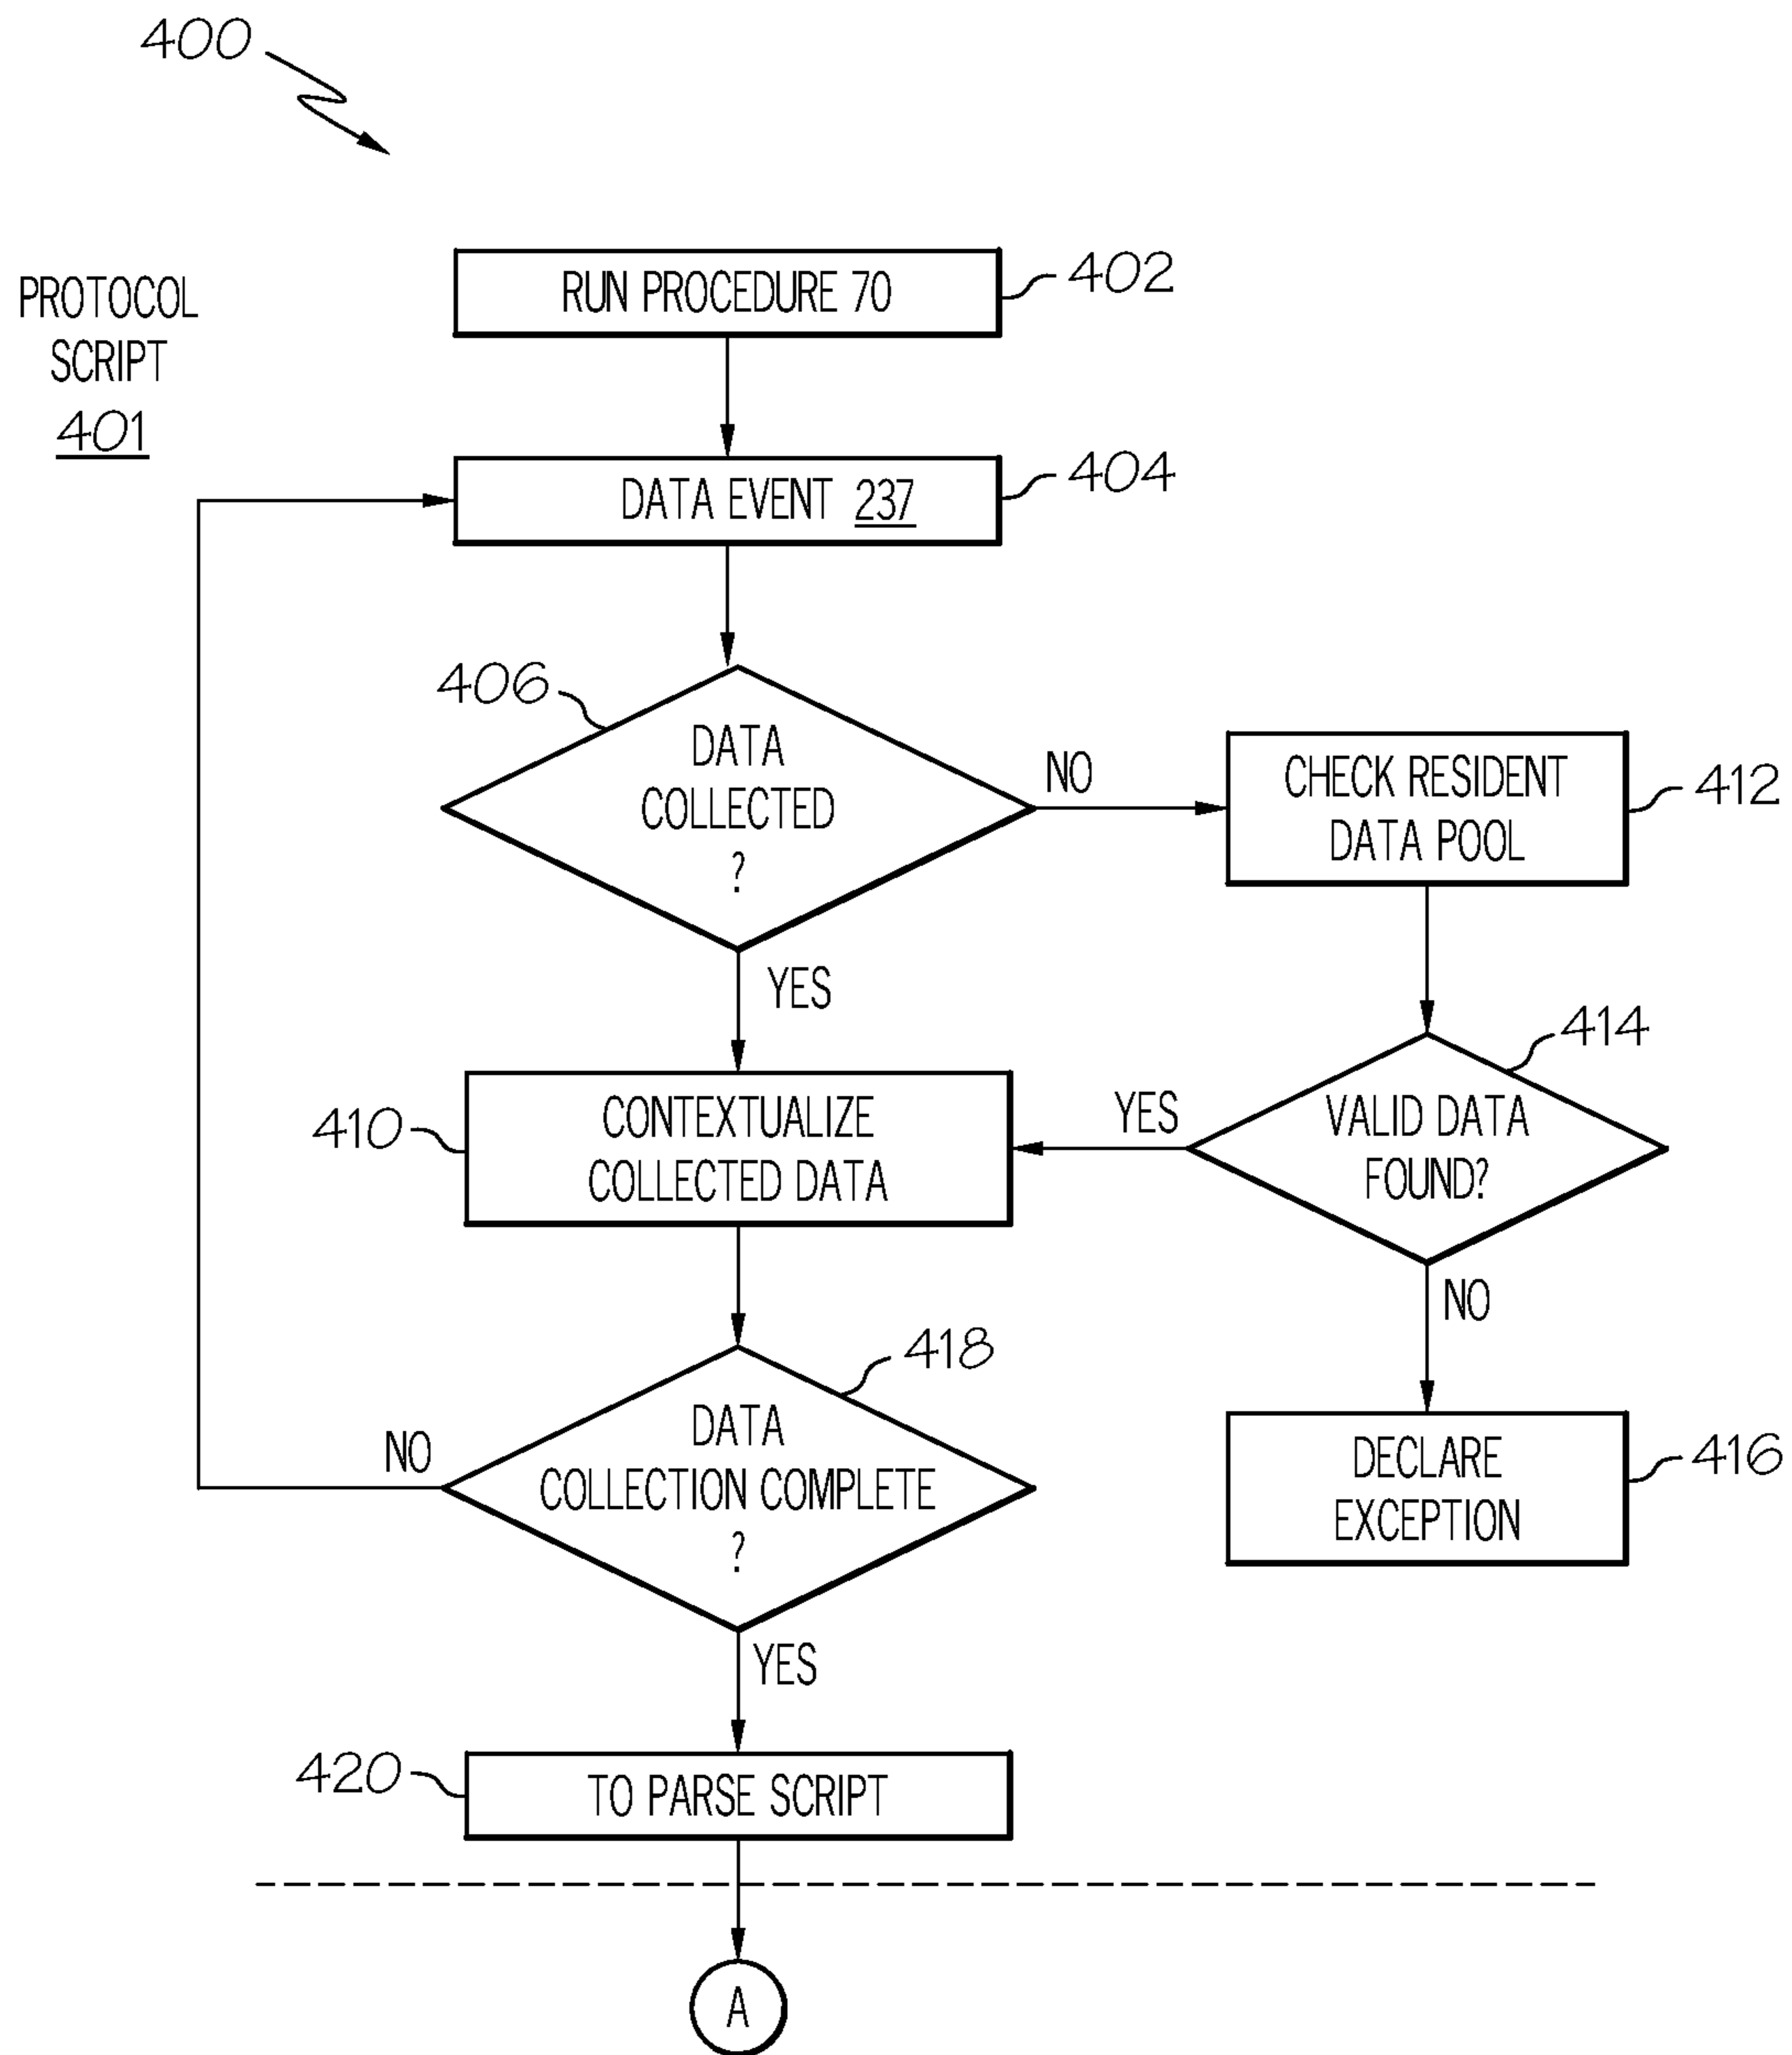 400
PROTOCOL
SCRIPT
401
RUN PROCEDURE 70
402
DATA EVENT 237
404
406
DATA
COLLECTED
?
NO
YES
CHECK RESIDENT
DATA POOL
412
414
VALID DATA
FOUND?
YES
NO
410
CONTEXTUALIZE
COLLECTED DATA
418
DATA
COLLECTION COMPLETE
?
NO
YES
DECLARE
EXCEPTION
416
420
TO PARSE SCRIPT
A